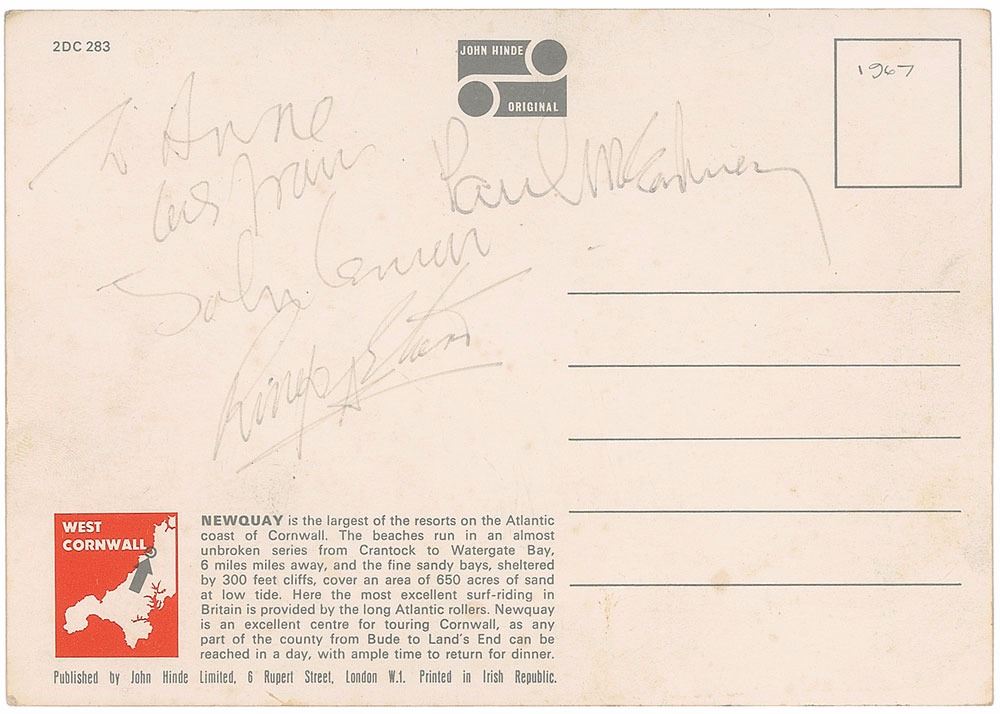 2DC 283
JOHN HINDE
ORIGINAL
1967
To Anne
love from
Paul McCartney
John Lennon
Ringo Starr
WEST
CORNWALL
NEWQUAY is the largest of the resorts on the Atlantic
coast of Cornwall. The beaches run in an almost
unbroken series from Crantock to Watergate Bay,
6 miles miles away, and the fine sandy bays, sheltered
by 300 feet cliffs, cover an area of 650 acres of sand
at low tide. Here the most excellent surf-riding in
Britain is provided by the long Atlantic rollers. Newquay
is an excellent centre for touring Cornwall, as any
part of the county from Bude to Land's End can be
reached in a day, with ample time to return for dinner.
Published by John Hinde Limited, 6 Rupert Street, London W.1. Printed in Irish Republic.